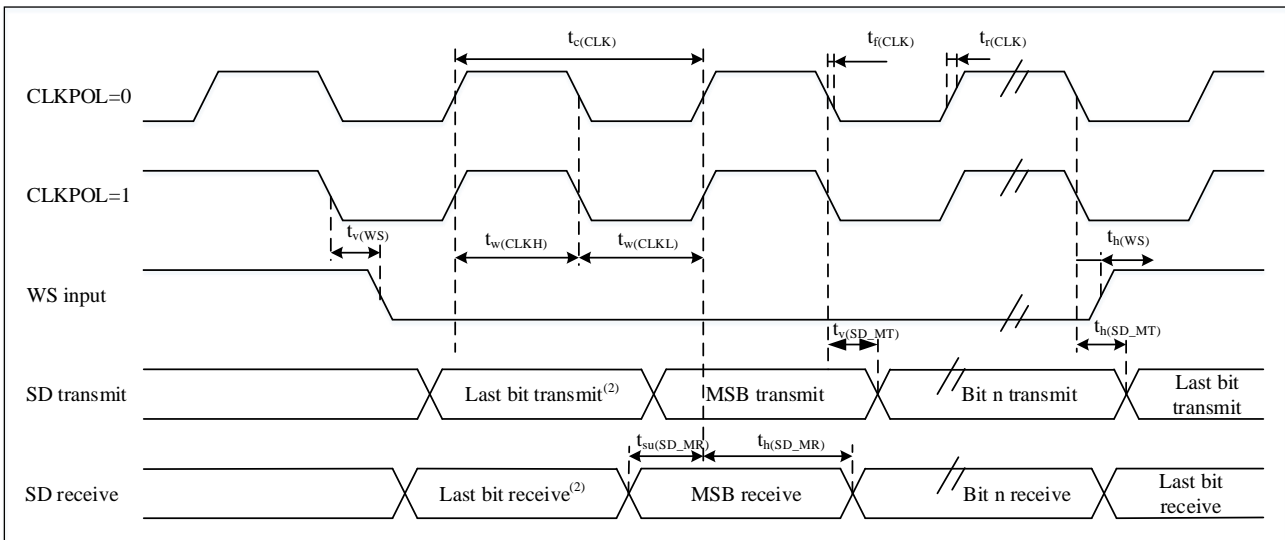 t_c(CLK)
t_f(CLK)
t_r(CLK)
CLKPOL=0
CLKPOL=1
t_v(WS)
t_w(CLKH)
t_w(CLKL)
t_h(WS)
WS input
t_v(SD_MT)
t_h(SD_MT)
SD transmit
Last bit transmit(2)
MSB transmit
Bit n transmit
Last bit
transmit
t_su(SD_MR)
t_h(SD_MR)
SD receive
Last bit receive(2)
MSB receive
Bit n receive
Last bit
receive